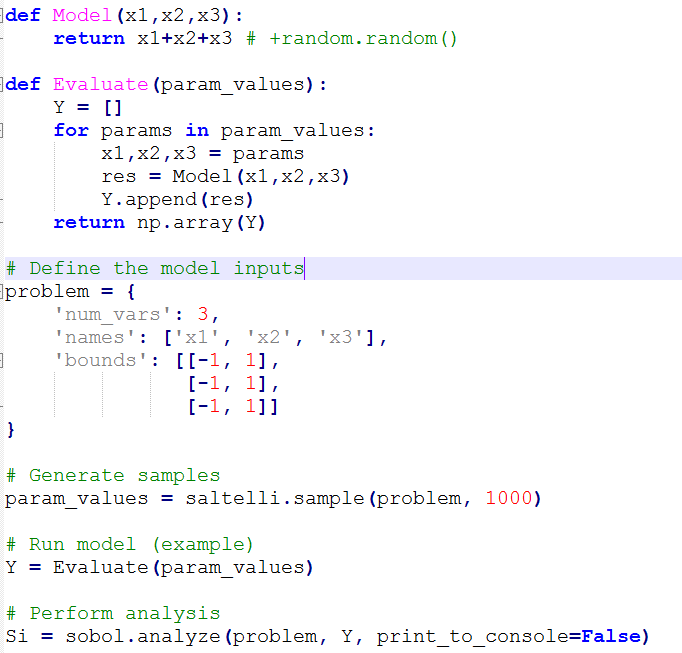 def Model(x1,x2,x3):
    return x1+x2+x3 # +random.random()

def Evaluate(param_values):
    Y = []
    for params in param_values:
        x1,x2,x3 = params
        res = Model(x1,x2,x3)
        Y.append(res)
    return np.array(Y)

# Define the model inputs
problem = {
    'num_vars': 3,
    'names': ['x1', 'x2', 'x3'],
    'bounds': [[-1, 1],
               [-1, 1],
               [-1, 1]]
}

# Generate samples
param_values = saltelli.sample(problem, 1000)

# Run model (example)
Y = Evaluate(param_values)

# Perform analysis
Si = sobol.analyze(problem, Y, print_to_console=False)